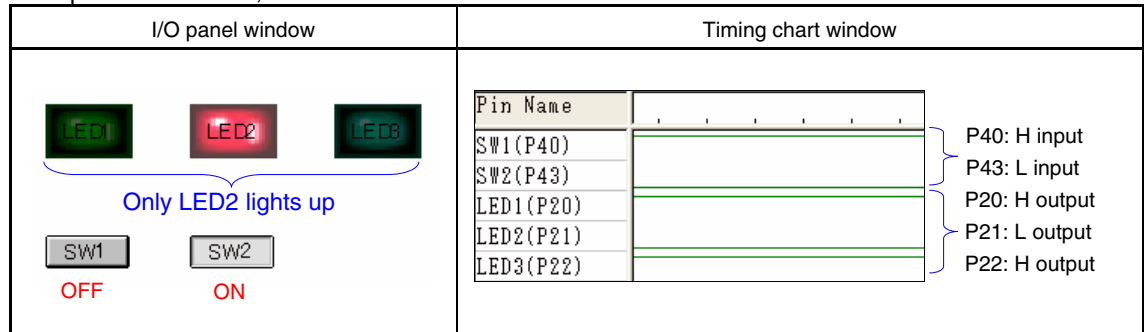 I/O panel window
Timing chart window
LED1
LED2
LED3
Only LED2 lights up
SW1
SW2
OFF
ON
Pin Name
SW1(P40)
SW2(P43)
LED1(P20)
LED2(P21)
LED3(P22)
P40: H input
P43: L input
P20: H output
P21: L output
P22: H output